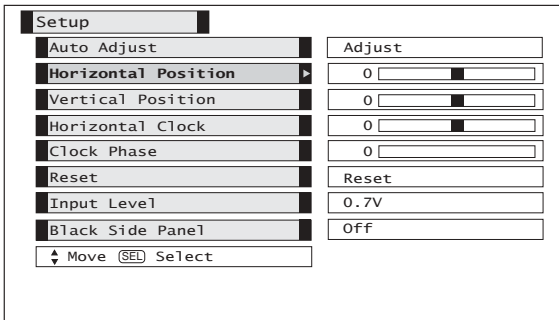 Setup
Auto Adjust Adjust
Horizontal Position 0
Vertical Position 0
Horizontal Clock 0
Clock Phase 0
Reset Reset
Input Level 0.7V
Black Side Panel Off
Move SEL Select